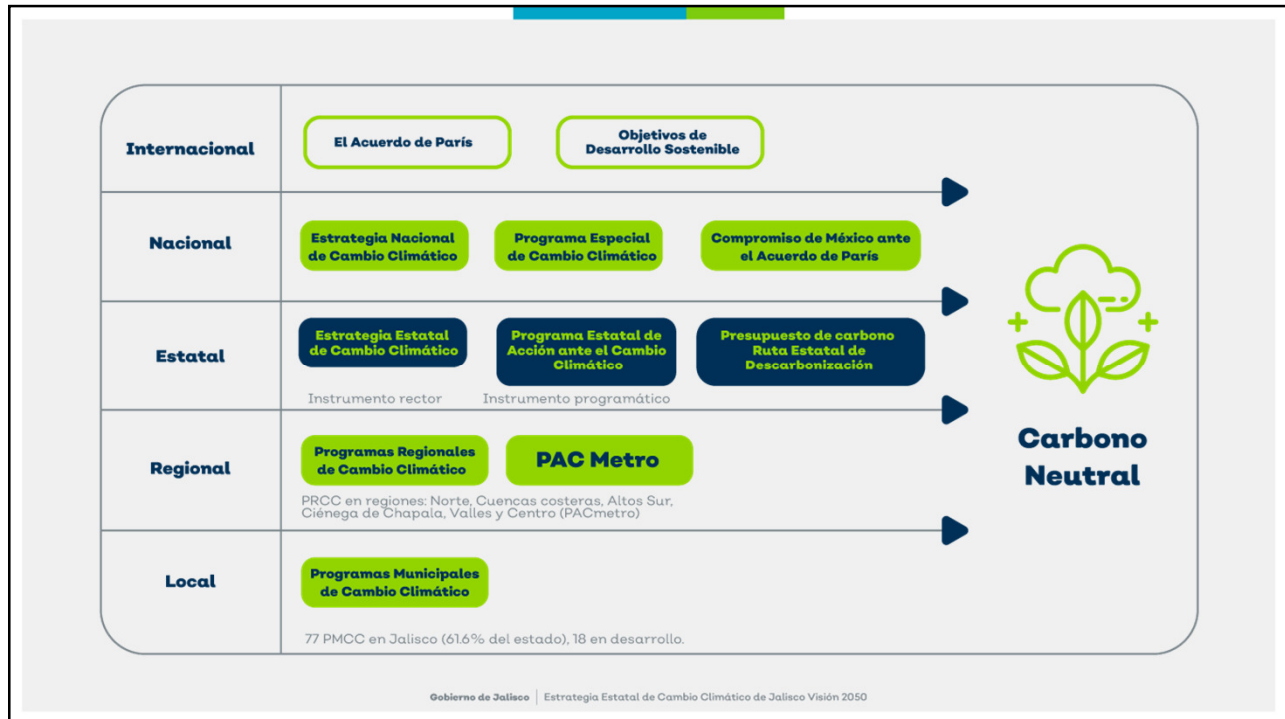 Internacional
El Acuerdo de París
Objetivos de
Desarrollo Sostenible
Nacional
Estrategia Nacional
de Cambio Climático
Programa Especial
de Cambio Climático
Compromiso de México ante
el Acuerdo de París
Estatal
Estrategia Estatal
de Cambio Climático
Programa Estatal de
Acción ante el Cambio
Climático
Presupuesto de carbono
Ruta Estatal de
Descarbonización
Instrumento rector
Instrumento programático
Regional
Programas Regionales
de Cambio Climático
PAC Metro
PRCC en regiones: Norte, Cuencas costeras, Altos Sur,
Ciénega de Chapala, Valles y Centro (PACmetro)
Local
Programas Municipales
de Cambio Climático
77 PMCC en Jalisco (61.6% del estado), 18 en desarrollo.
Carbono
Neutral
Gobierno de Jalisco | Estrategia Estatal de Cambio Climático de Jalisco Visión 2050